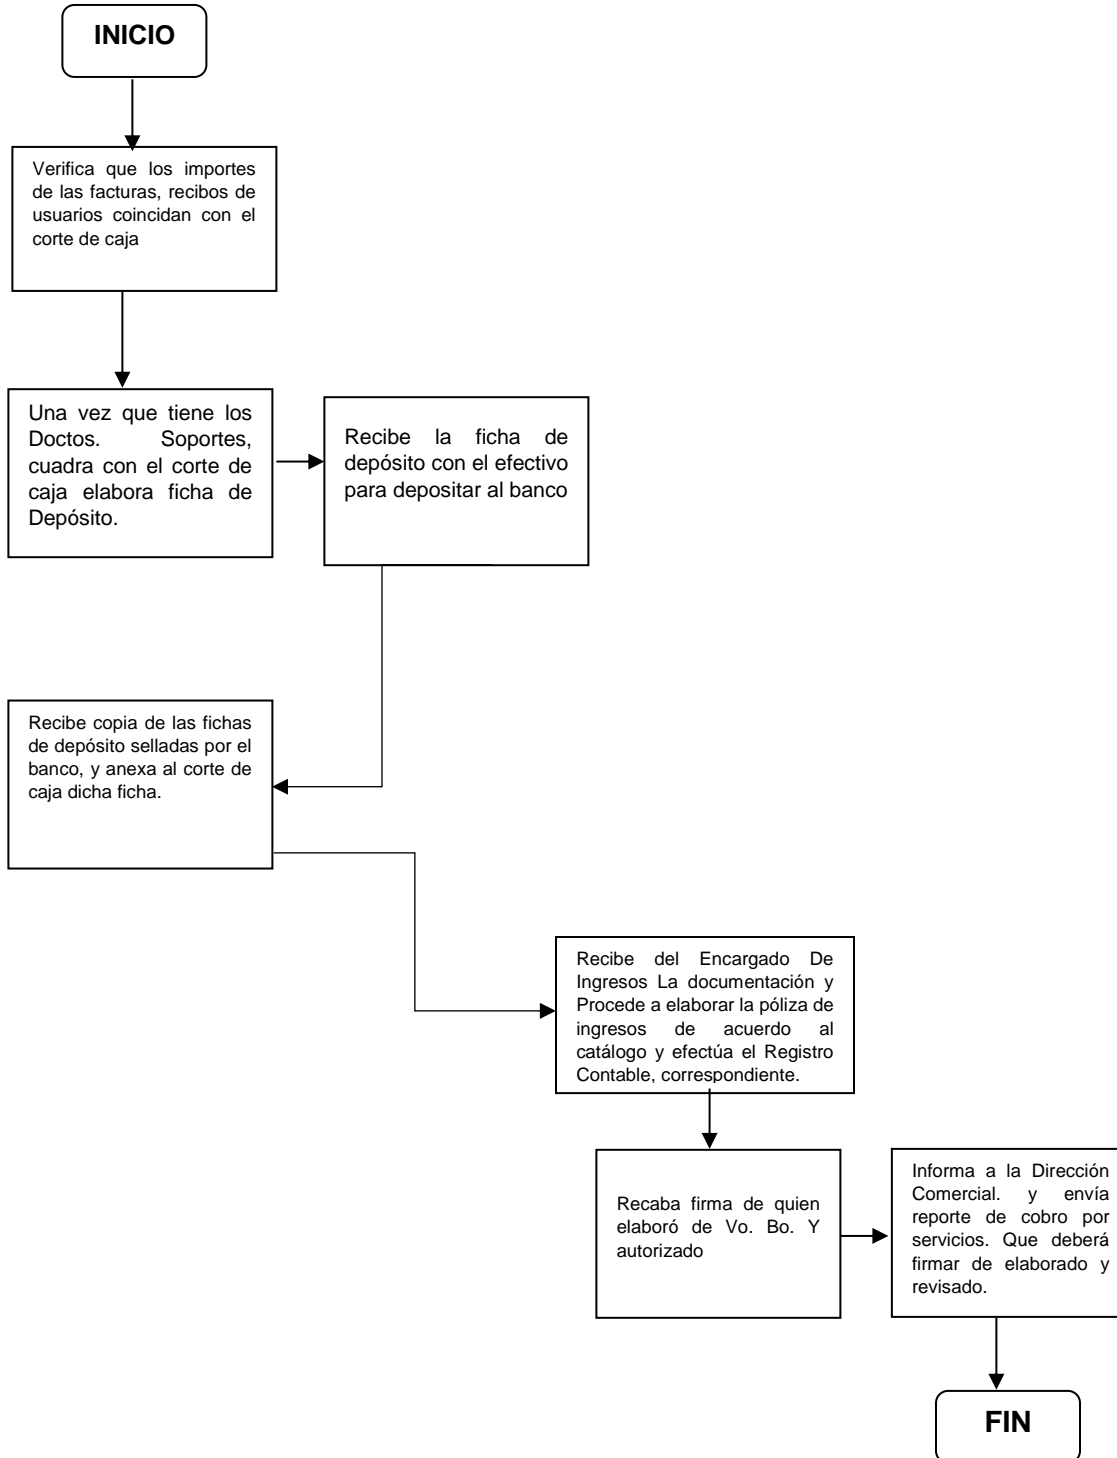 INICIO
Verifica que los importes
de las facturas, recibos de
usuarios coincidan con el
corte de caja
Una vez que tiene los
Doctos. Soportes,
cuadra con el corte de
caja elabora ficha de
Depósito.
Recibe la ficha de
depósito con el efectivo
para depositar al banco
Recibe copia de las fichas
de depósito selladas por el
banco, y anexa al corte de
caja dicha ficha.
Recibe del Encargado De
Ingresos La documentación y
Procede a elaborar la póliza de
ingresos de acuerdo al
catálogo y efectúa el Registro
Contable, correspondiente.
Recaba firma de quien
elaboró de Vo. Bo. Y
autorizado
Informa a la Dirección
Comercial. y envía
reporte de cobro por
servicios. Que deberá
firmar de elaborado y
revisado.
FIN